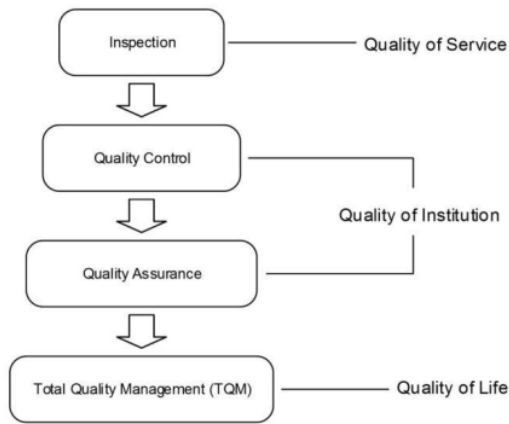 Inspection
Quality of Service
Quality Control
Quality of Institution
Quality Assurance
Total Quality Management (TQM)
Quality of Life